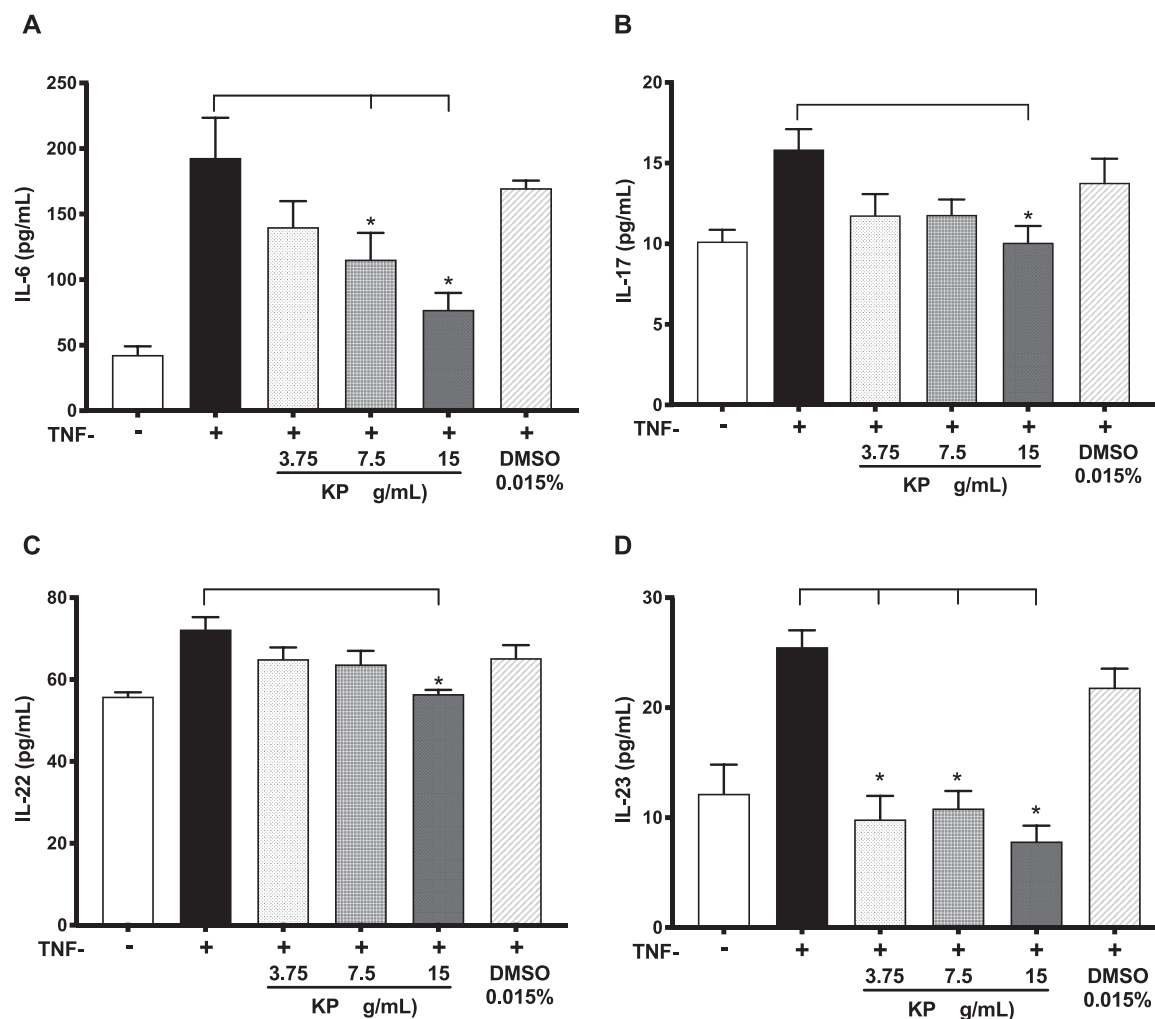 A
IL-6 (pg/mL)
250
200
150
100
50
0
*
*
TNF- - + + + + +
3.75 7.5 15 DMSO
KP g/mL) 0.015%
B
IL-17 (pg/mL)
20
15
10
5
0
*
TNF- - + + + + +
3.75 7.5 15 DMSO
KP g/mL) 0.015%
C
IL-22 (pg/mL)
80
60
40
20
0
*
TNF- - + + + + +
3.75 7.5 15 DMSO
KP g/mL) 0.015%
D
IL-23 (pg/mL)
30
20
10
0
* * *
TNF- - + + + + +
3.75 7.5 15 DMSO
KP g/mL) 0.015%